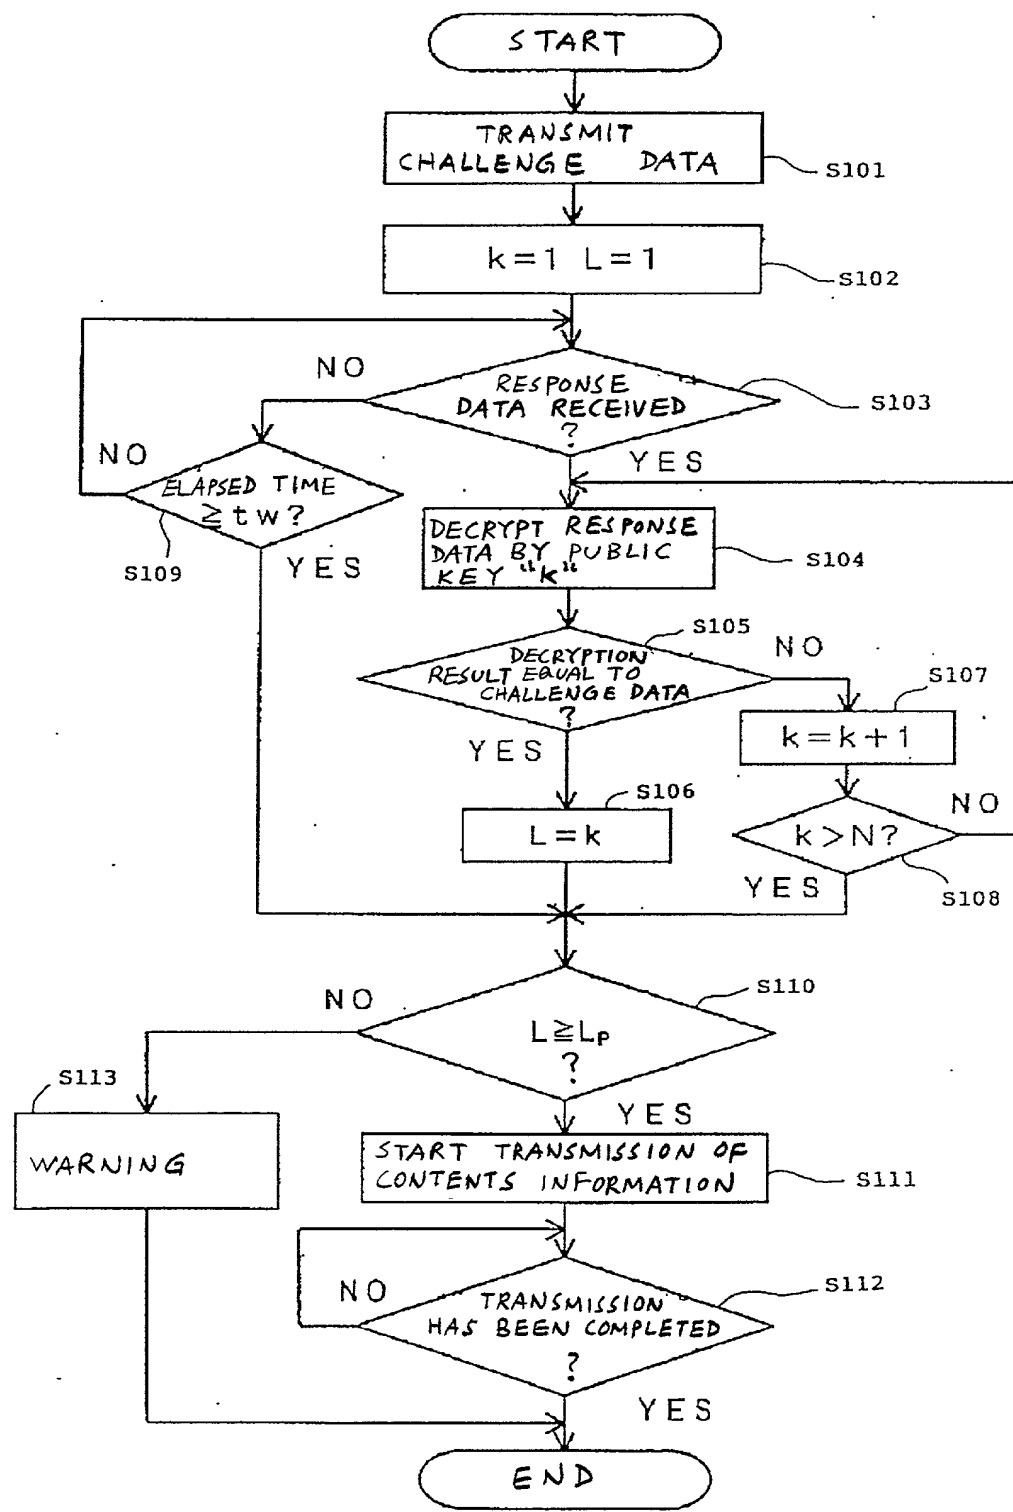 START
TRANSMIT
CHALLENGE DATA
S101
k=1 L=1
S102
NO
RESPONSE
DATA RECEIVED
?
S103
YES
NO
ELAPSED TIME
≧tw?
S109
YES
DECRYPT RESPONSE
DATA BY PUBLIC
KEY "k"
S104
S105
DECRYPTION
RESULT EQUAL TO
CHALLENGE DATA
?
NO
YES
S107
k=k+1
S106
L=k
k>N?
NO
YES
S108
S110
NO
L≧LP
?
YES
S113
WARNING
START TRANSMISSION OF
CONTENTS INFORMATION
S111
NO
TRANSMISSION
HAS BEEN COMPLETED
?
S112
YES
END